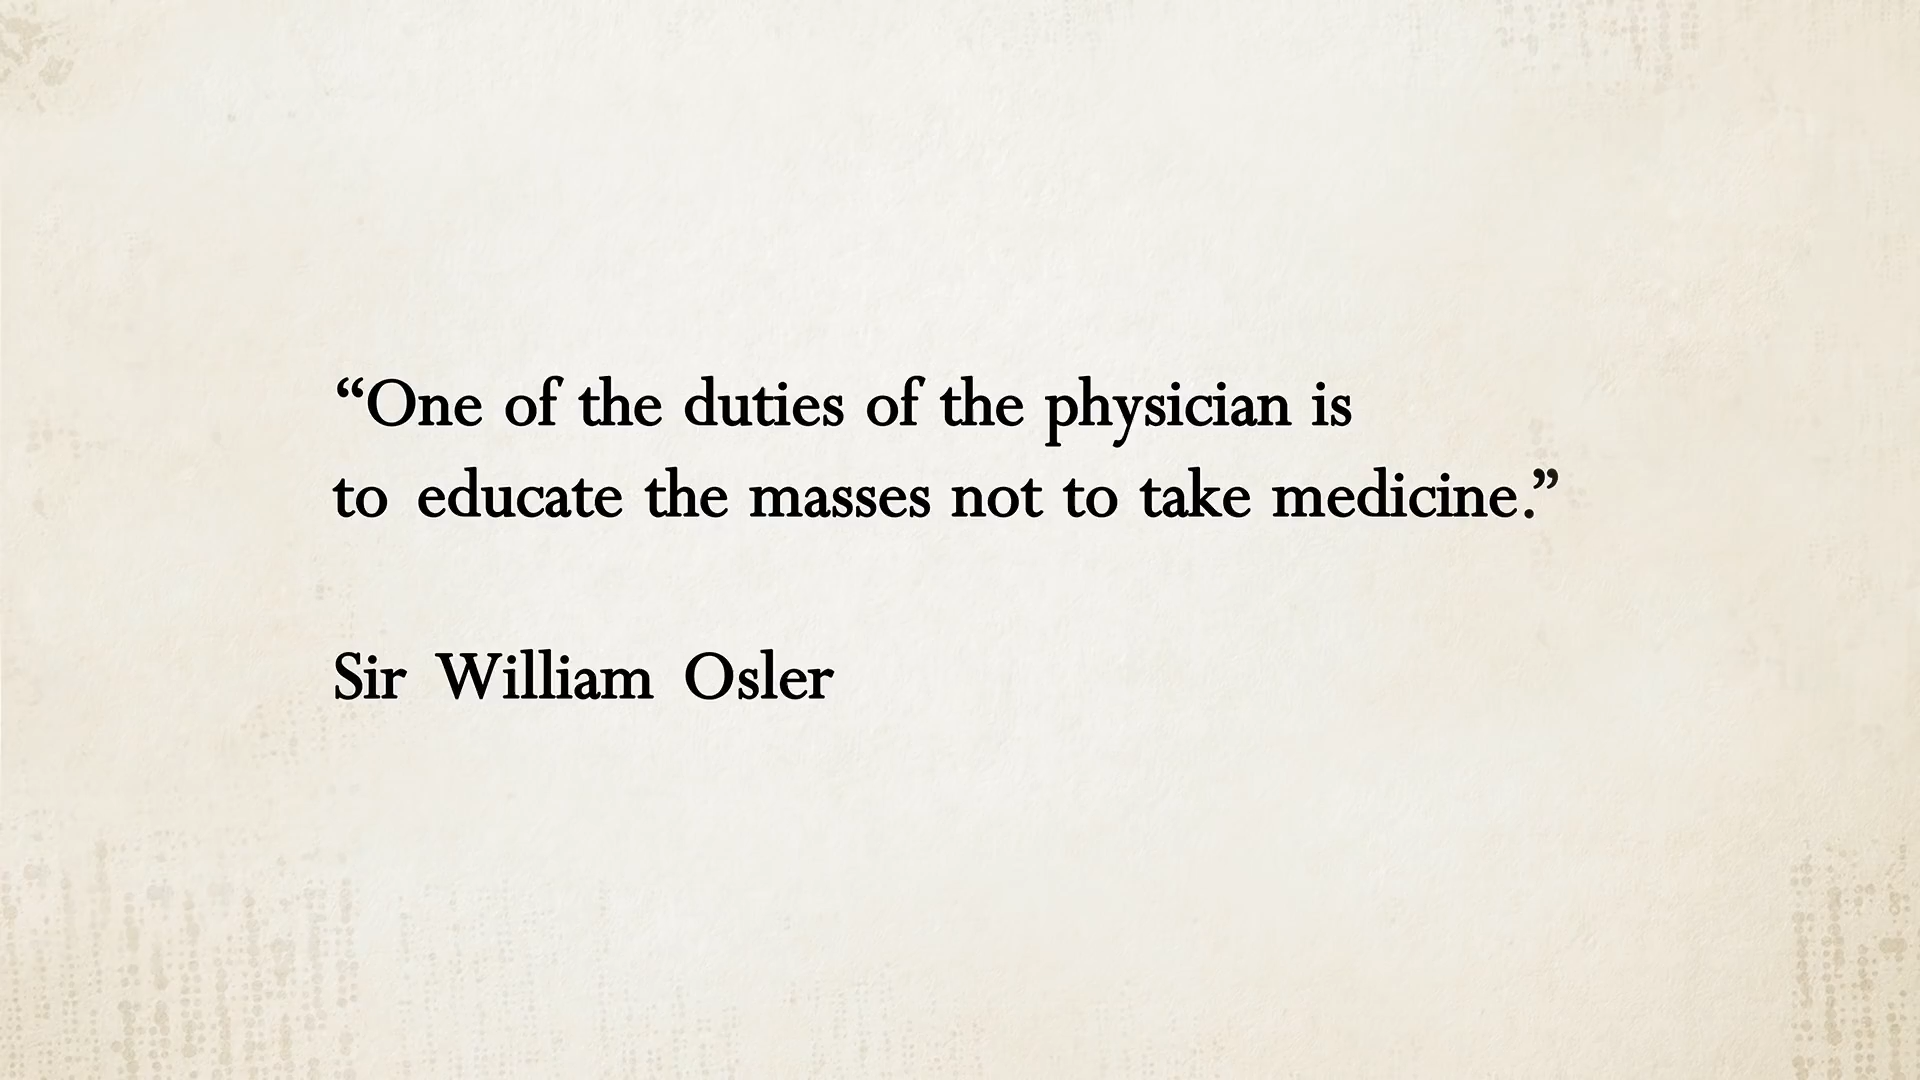 “One of the duties of the physician is
to educate the masses not to take medicine.”
Sir William Osler